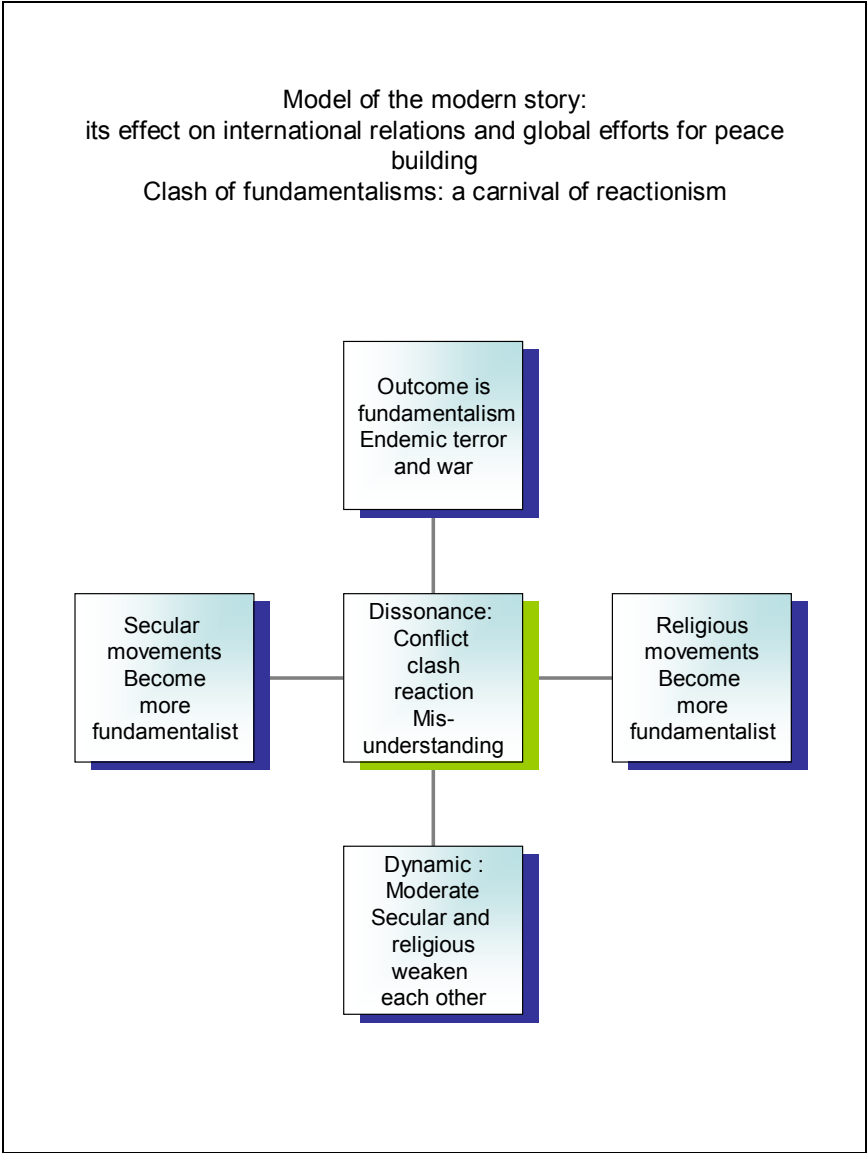 Model of the modern story:
its effect on international relations and global efforts for peace
building
Clash of fundamentalisms: a carnival of reactionism
Outcome is
fundamentalism
Endemic terror
and war
Secular
movements
Become
more
fundamentalist
Dissonance:
Conflict
clash
reaction
Mis-
understanding
Religious
movements
Become
more
fundamentalist
Dynamic :
Moderate
Secular and
religious
weaken
each other